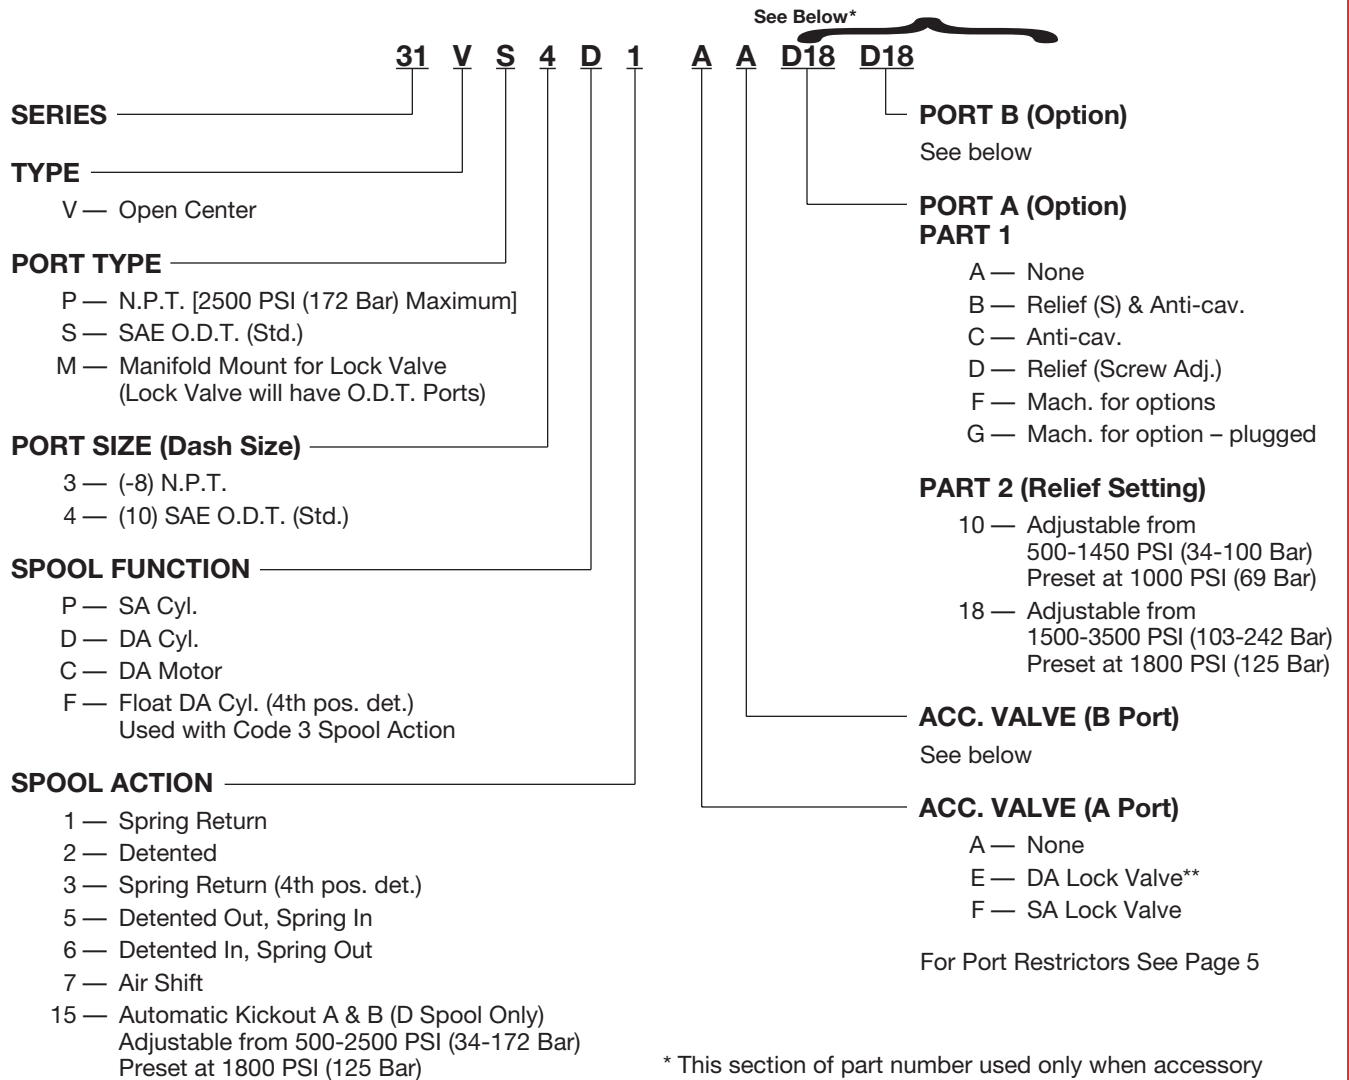 See Below*
31 V S 4 D 1 A A D18 D18
SERIES
TYPE
V — Open Center
PORT TYPE
P — N.P.T. [2500 PSI (172 Bar) Maximum]
S — SAE O.D.T. (Std.)
M — Manifold Mount for Lock Valve
(Lock Valve will have O.D.T. Ports)
PORT SIZE (Dash Size)
3 — (-8) N.P.T.
4 — (10) SAE O.D.T. (Std.)
SPOOL FUNCTION
P — SA Cyl.
D — DA Cyl.
C — DA Motor
F — Float DA Cyl. (4th pos. det.)
Used with Code 3 Spool Action
SPOOL ACTION
1 — Spring Return
2 — Detented
3 — Spring Return (4th pos. det.)
5 — Detented Out, Spring In
6 — Detented In, Spring Out
7 — Air Shift
15 — Automatic Kickout A & B (D Spool Only)
Adjustable from 500-2500 PSI (34-172 Bar)
Preset at 1800 PSI (125 Bar)
PORT B (Option)
See below
PORT A (Option)
PART 1
A — None
B — Relief (S) & Anti-cav.
C — Anti-cav.
D — Relief (Screw Adj.)
F — Mach. for options
G — Mach. for option – plugged
PART 2 (Relief Setting)
10 — Adjustable from
500-1450 PSI (34-100 Bar)
Preset at 1000 PSI (69 Bar)
18 — Adjustable from
1500-3500 PSI (103-242 Bar)
Preset at 1800 PSI (125 Bar)
ACC. VALVE (B Port)
See below
ACC. VALVE (A Port)
A — None
E — DA Lock Valve**
F — SA Lock Valve
For Port Restrictors See Page 5
* This section of part number used only when accessory